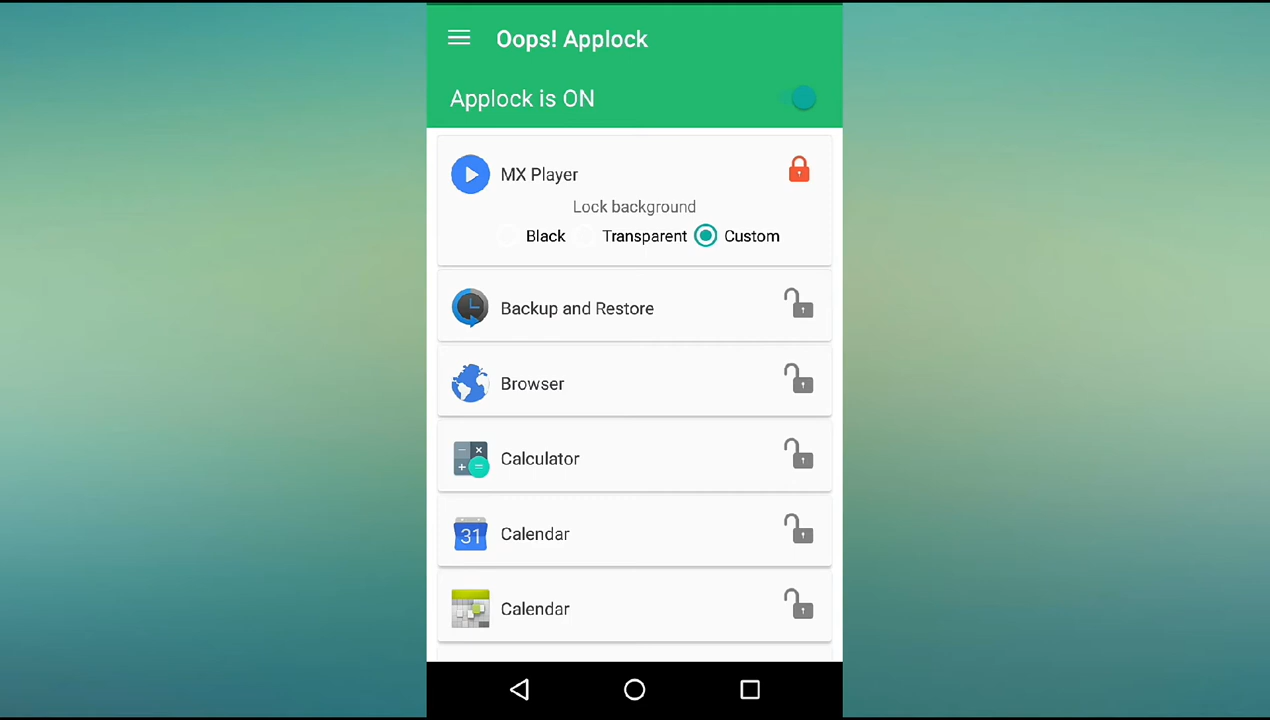 Oops! Applock
Applock is ON
MX Player
Lock background
Black Transparent Custom
Backup and Restore
Browser
Calculator
31 Calendar
Calendar